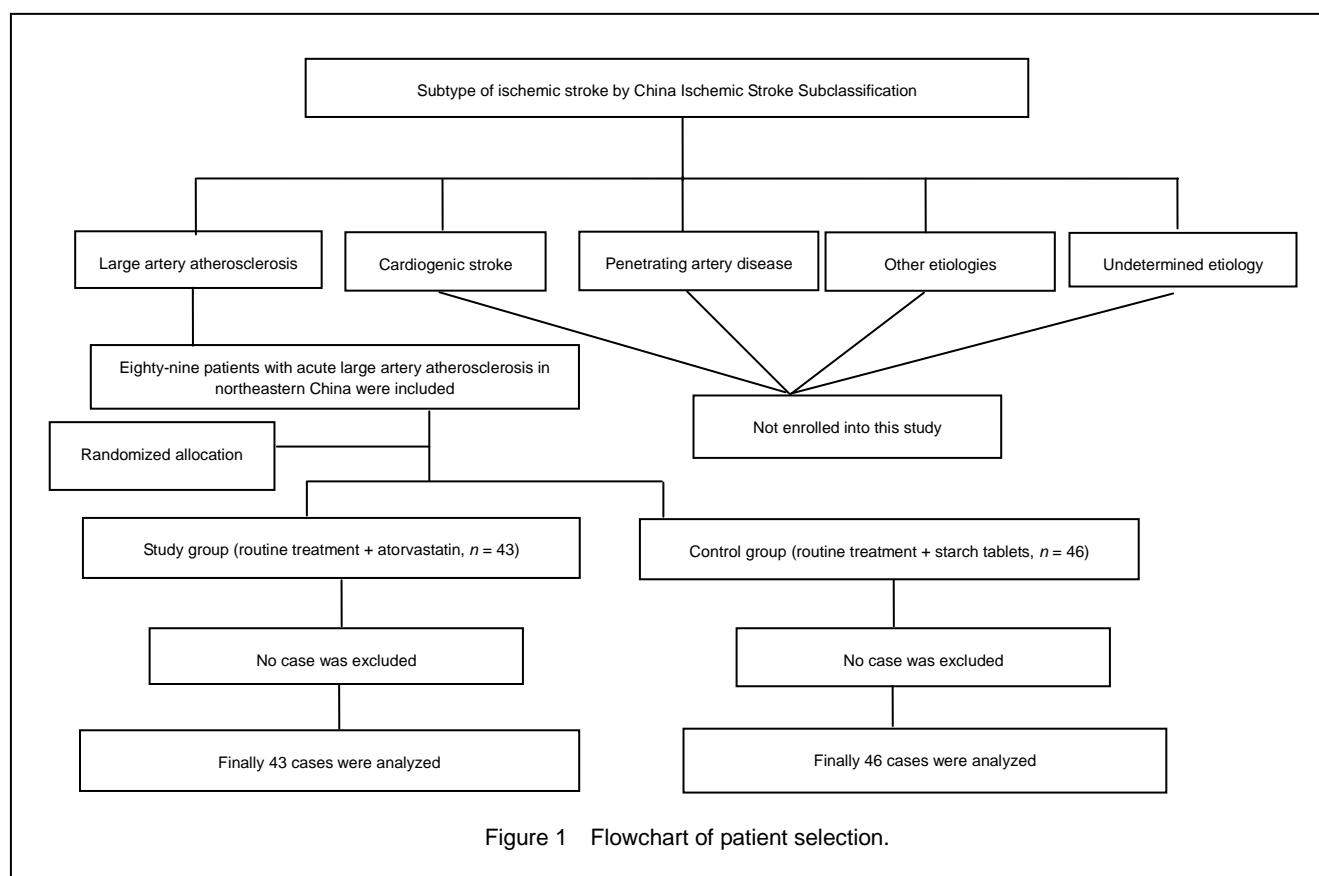 Subtype of ischemic stroke by China Ischemic Stroke Subclassification
Large artery atherosclerosis
Cardiogenic stroke
Penetrating artery disease
Other etiologies
Undetermined etiology
Eighty-nine patients with acute large artery atherosclerosis in
northeastern China were included
Not enrolled into this study
Randomized allocation
Study group (routine treatment + atorvastatin, n = 43)
Control group (routine treatment + starch tablets, n = 46)
No case was excluded
No case was excluded
Finally 43 cases were analyzed
Finally 46 cases were analyzed
Figure 1 Flowchart of patient selection.